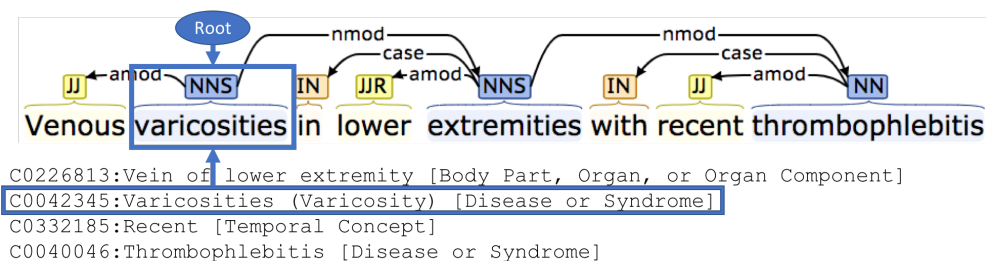 Root
nmod nmod
case case
amod amod amod
JJ NNS IN JJR NNS IN JJ NN
Venous varicosities in lower extremities with recent thrombophlebitis
C0226813:Vein of lower extremity [Body Part, Organ, or Organ Component]
C0042345:Varicosities (Varicosity) [Disease or Syndrome]
C0332185:Recent [Temporal Concept]
C0040046:Thrombophlebitis [Disease or Syndrome]